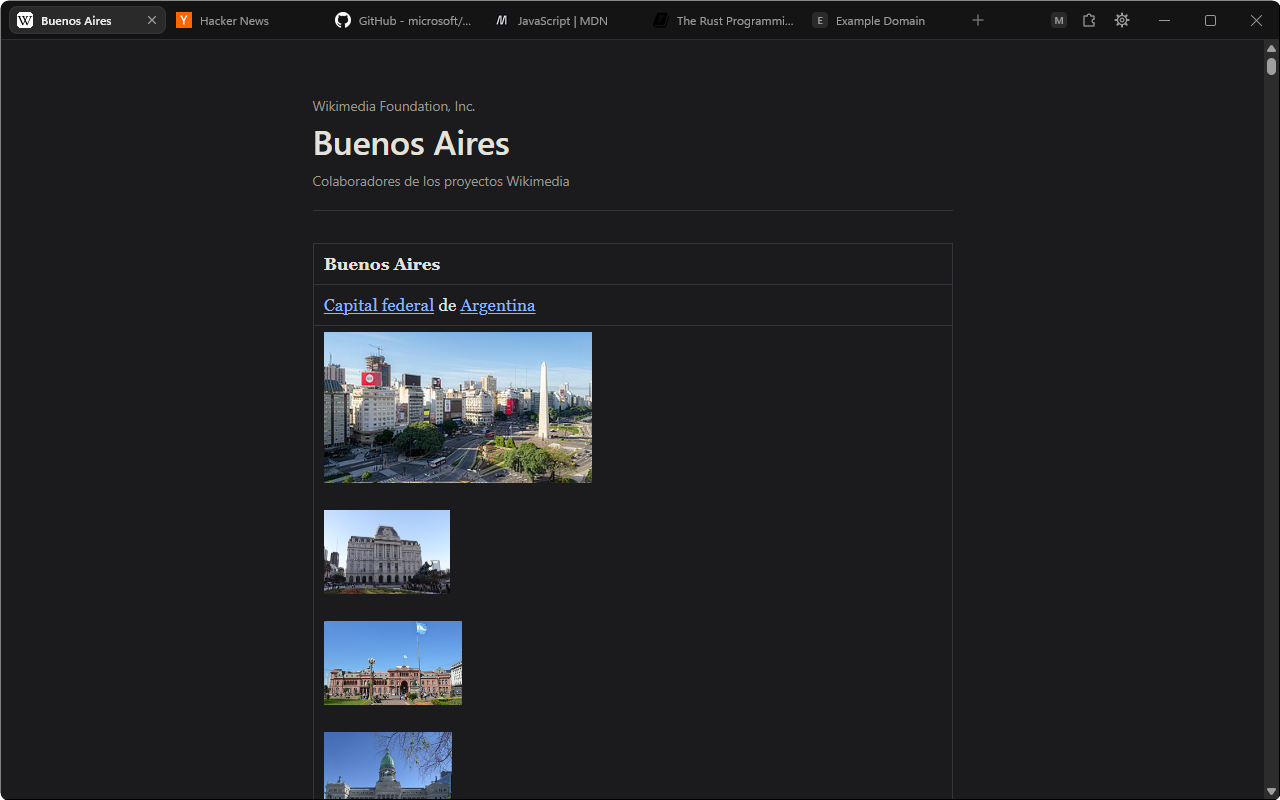 Buenos Aires
Hacker News
GitHub - microsoft/...
JavaScript | MDN
The Rust Programmi...
E
Example Domain
M
Wikimedia Foundation, Inc.
Buenos Aires
Colaboradores de los proyectos Wikimedia
Buenos Aires
Capital federal de Argentina